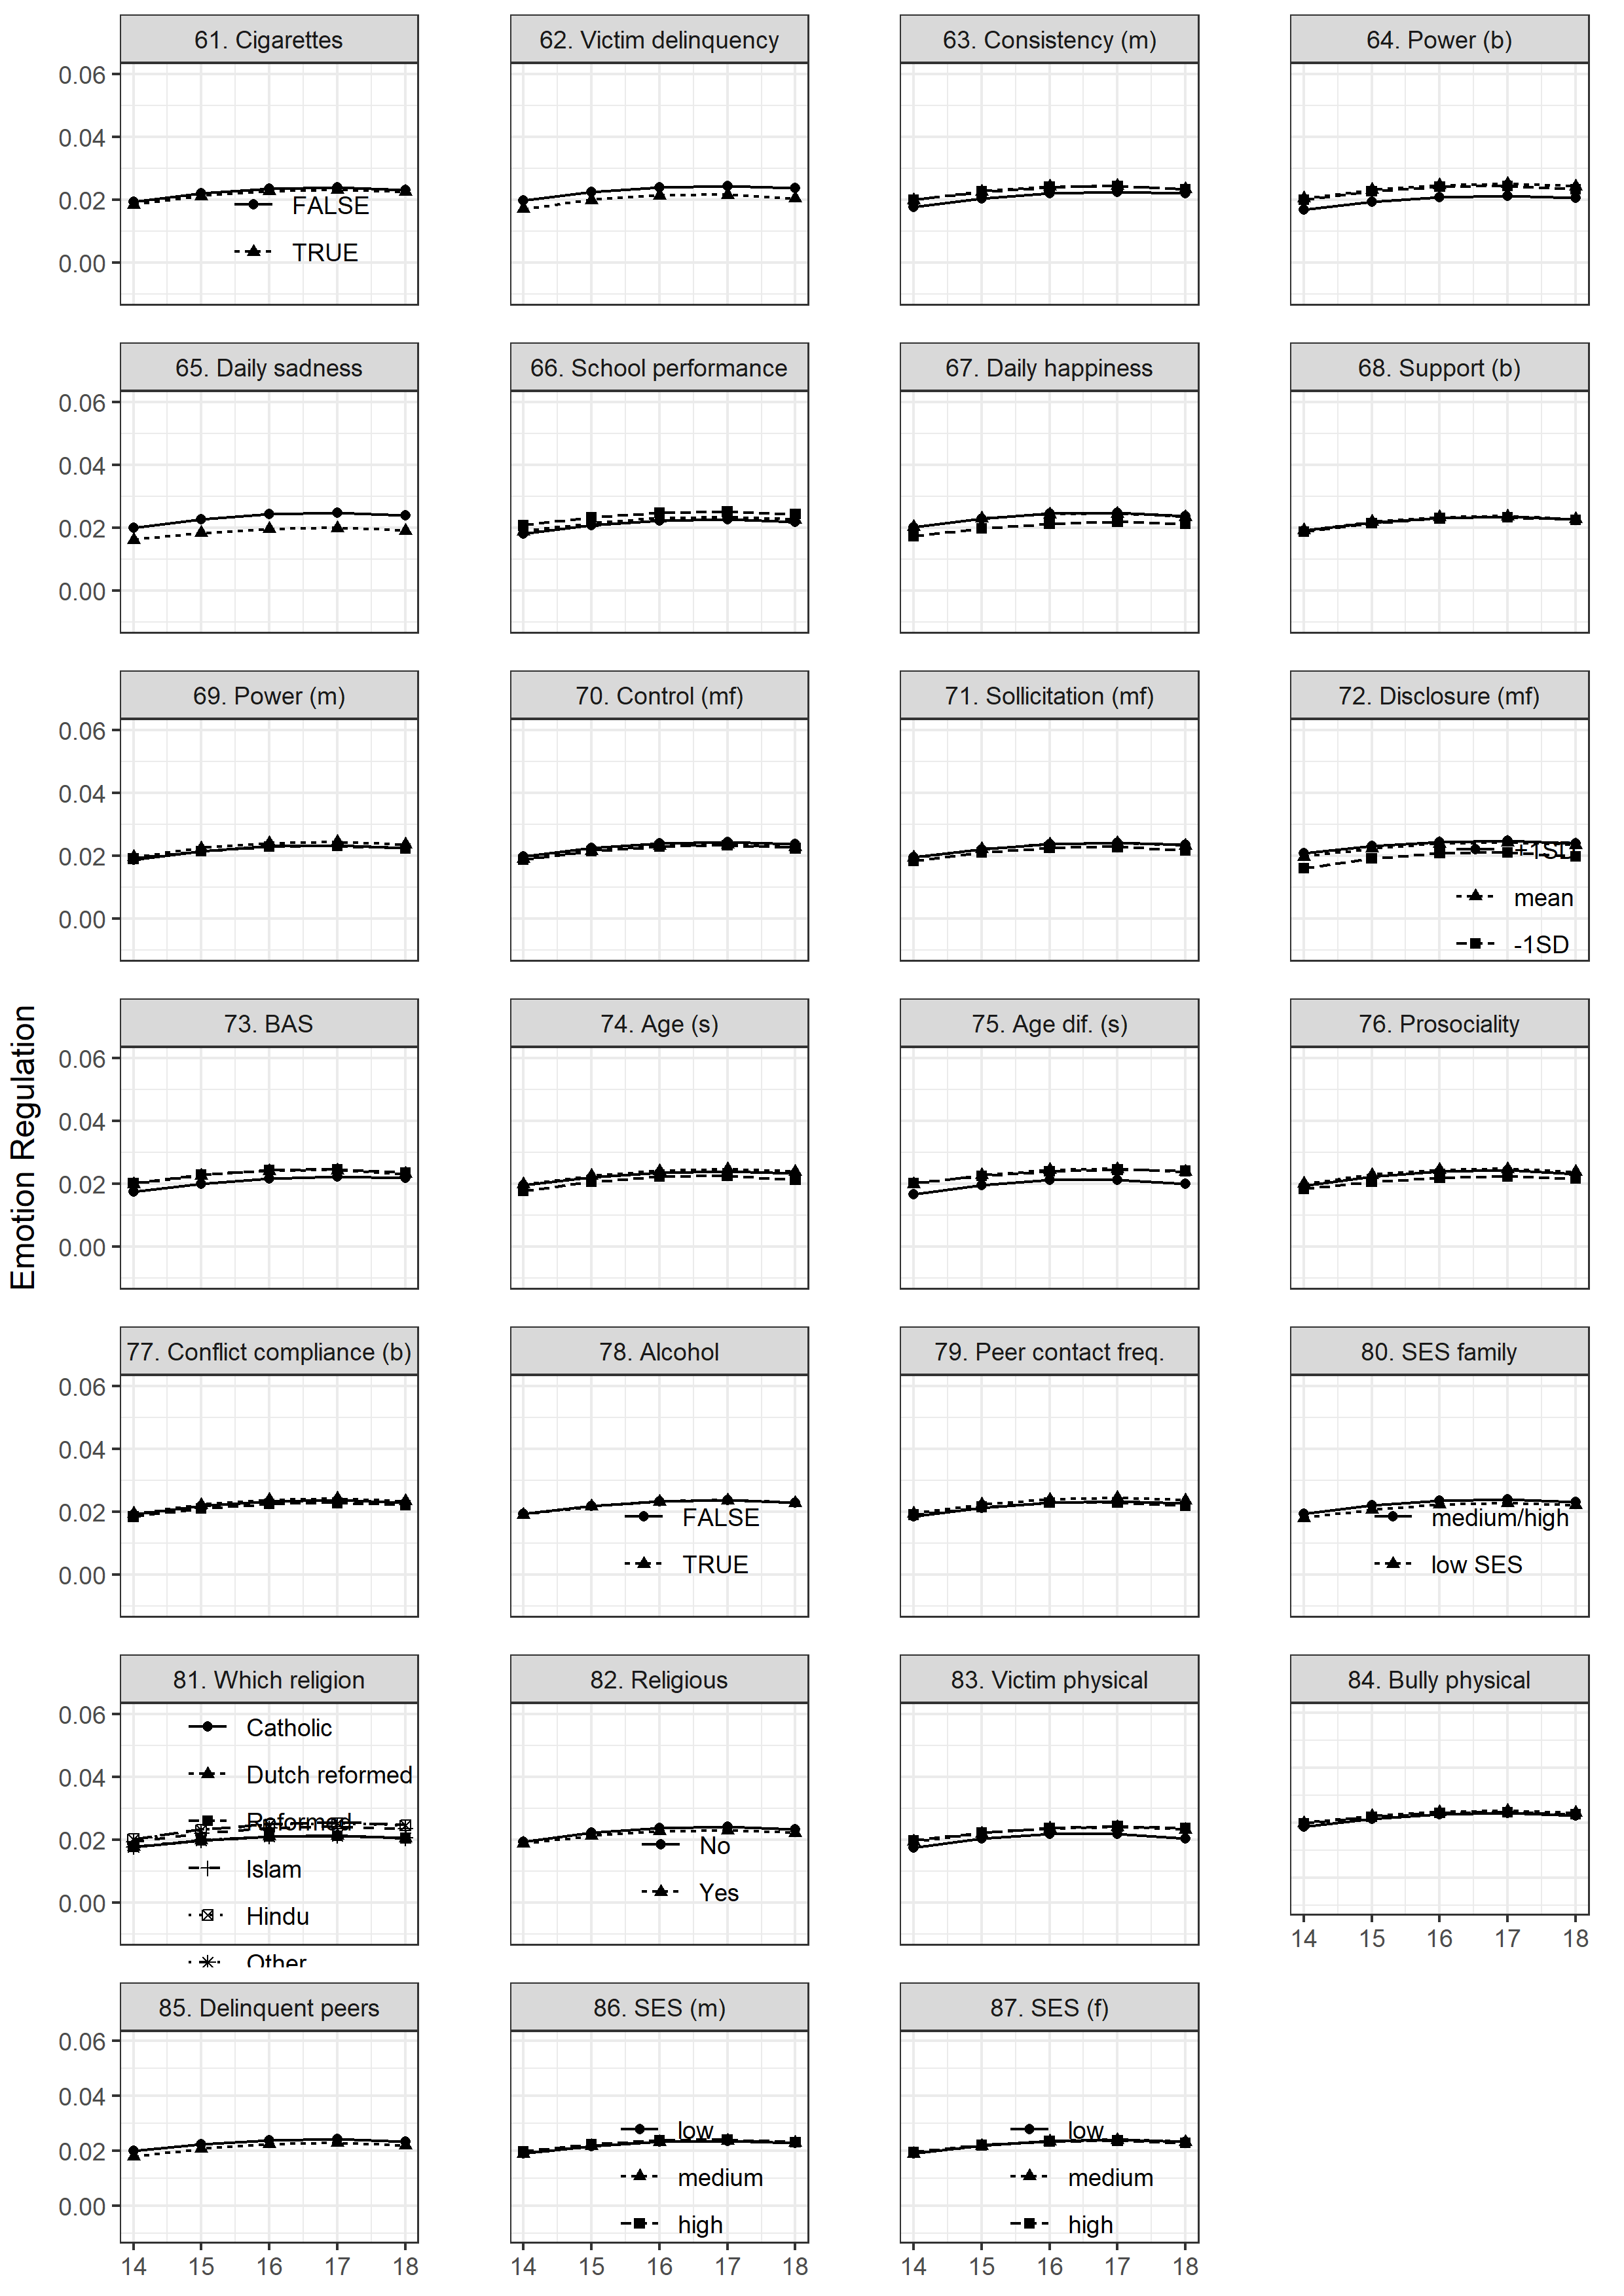 61. Cigarettes
62. Victim delinquency
63. Consistency (m)
64. Power (b)
0.06
0.04
0.02
0.00
FALSE
TRUE
65. Daily sadness
66. School performance
67. Daily happiness
68. Support (b)
0.06
0.04
0.02
0.00
69. Power (m)
70. Control (mf)
71. Sollicitation (mf)
72. Disclosure (mf)
0.06
0.04
0.02
0.00
+1SD
mean
-1SD
Emotion Regulation
73. BAS
74. Age (s)
75. Age dif. (s)
76. Prosociality
0.06
0.04
0.02
0.00
77. Conflict compliance (b)
78. Alcohol
79. Peer contact freq.
80. SES family
0.06
0.04
0.02
0.00
FALSE
TRUE
medium/high
low SES
81. Which religion
82. Religious
83. Victim physical
84. Bully physical
0.06
0.04
0.02
0.00
Catholic
Dutch reformed
Reformed
Islam
Hindu
Other
No
Yes
14 15 16 17 18
85. Delinquent peers
86. SES (m)
87. SES (f)
0.06
0.04
0.02
0.00
low
medium
high
low
medium
high
14 15 16 17 18
14 15 16 17 18
14 15 16 17 18